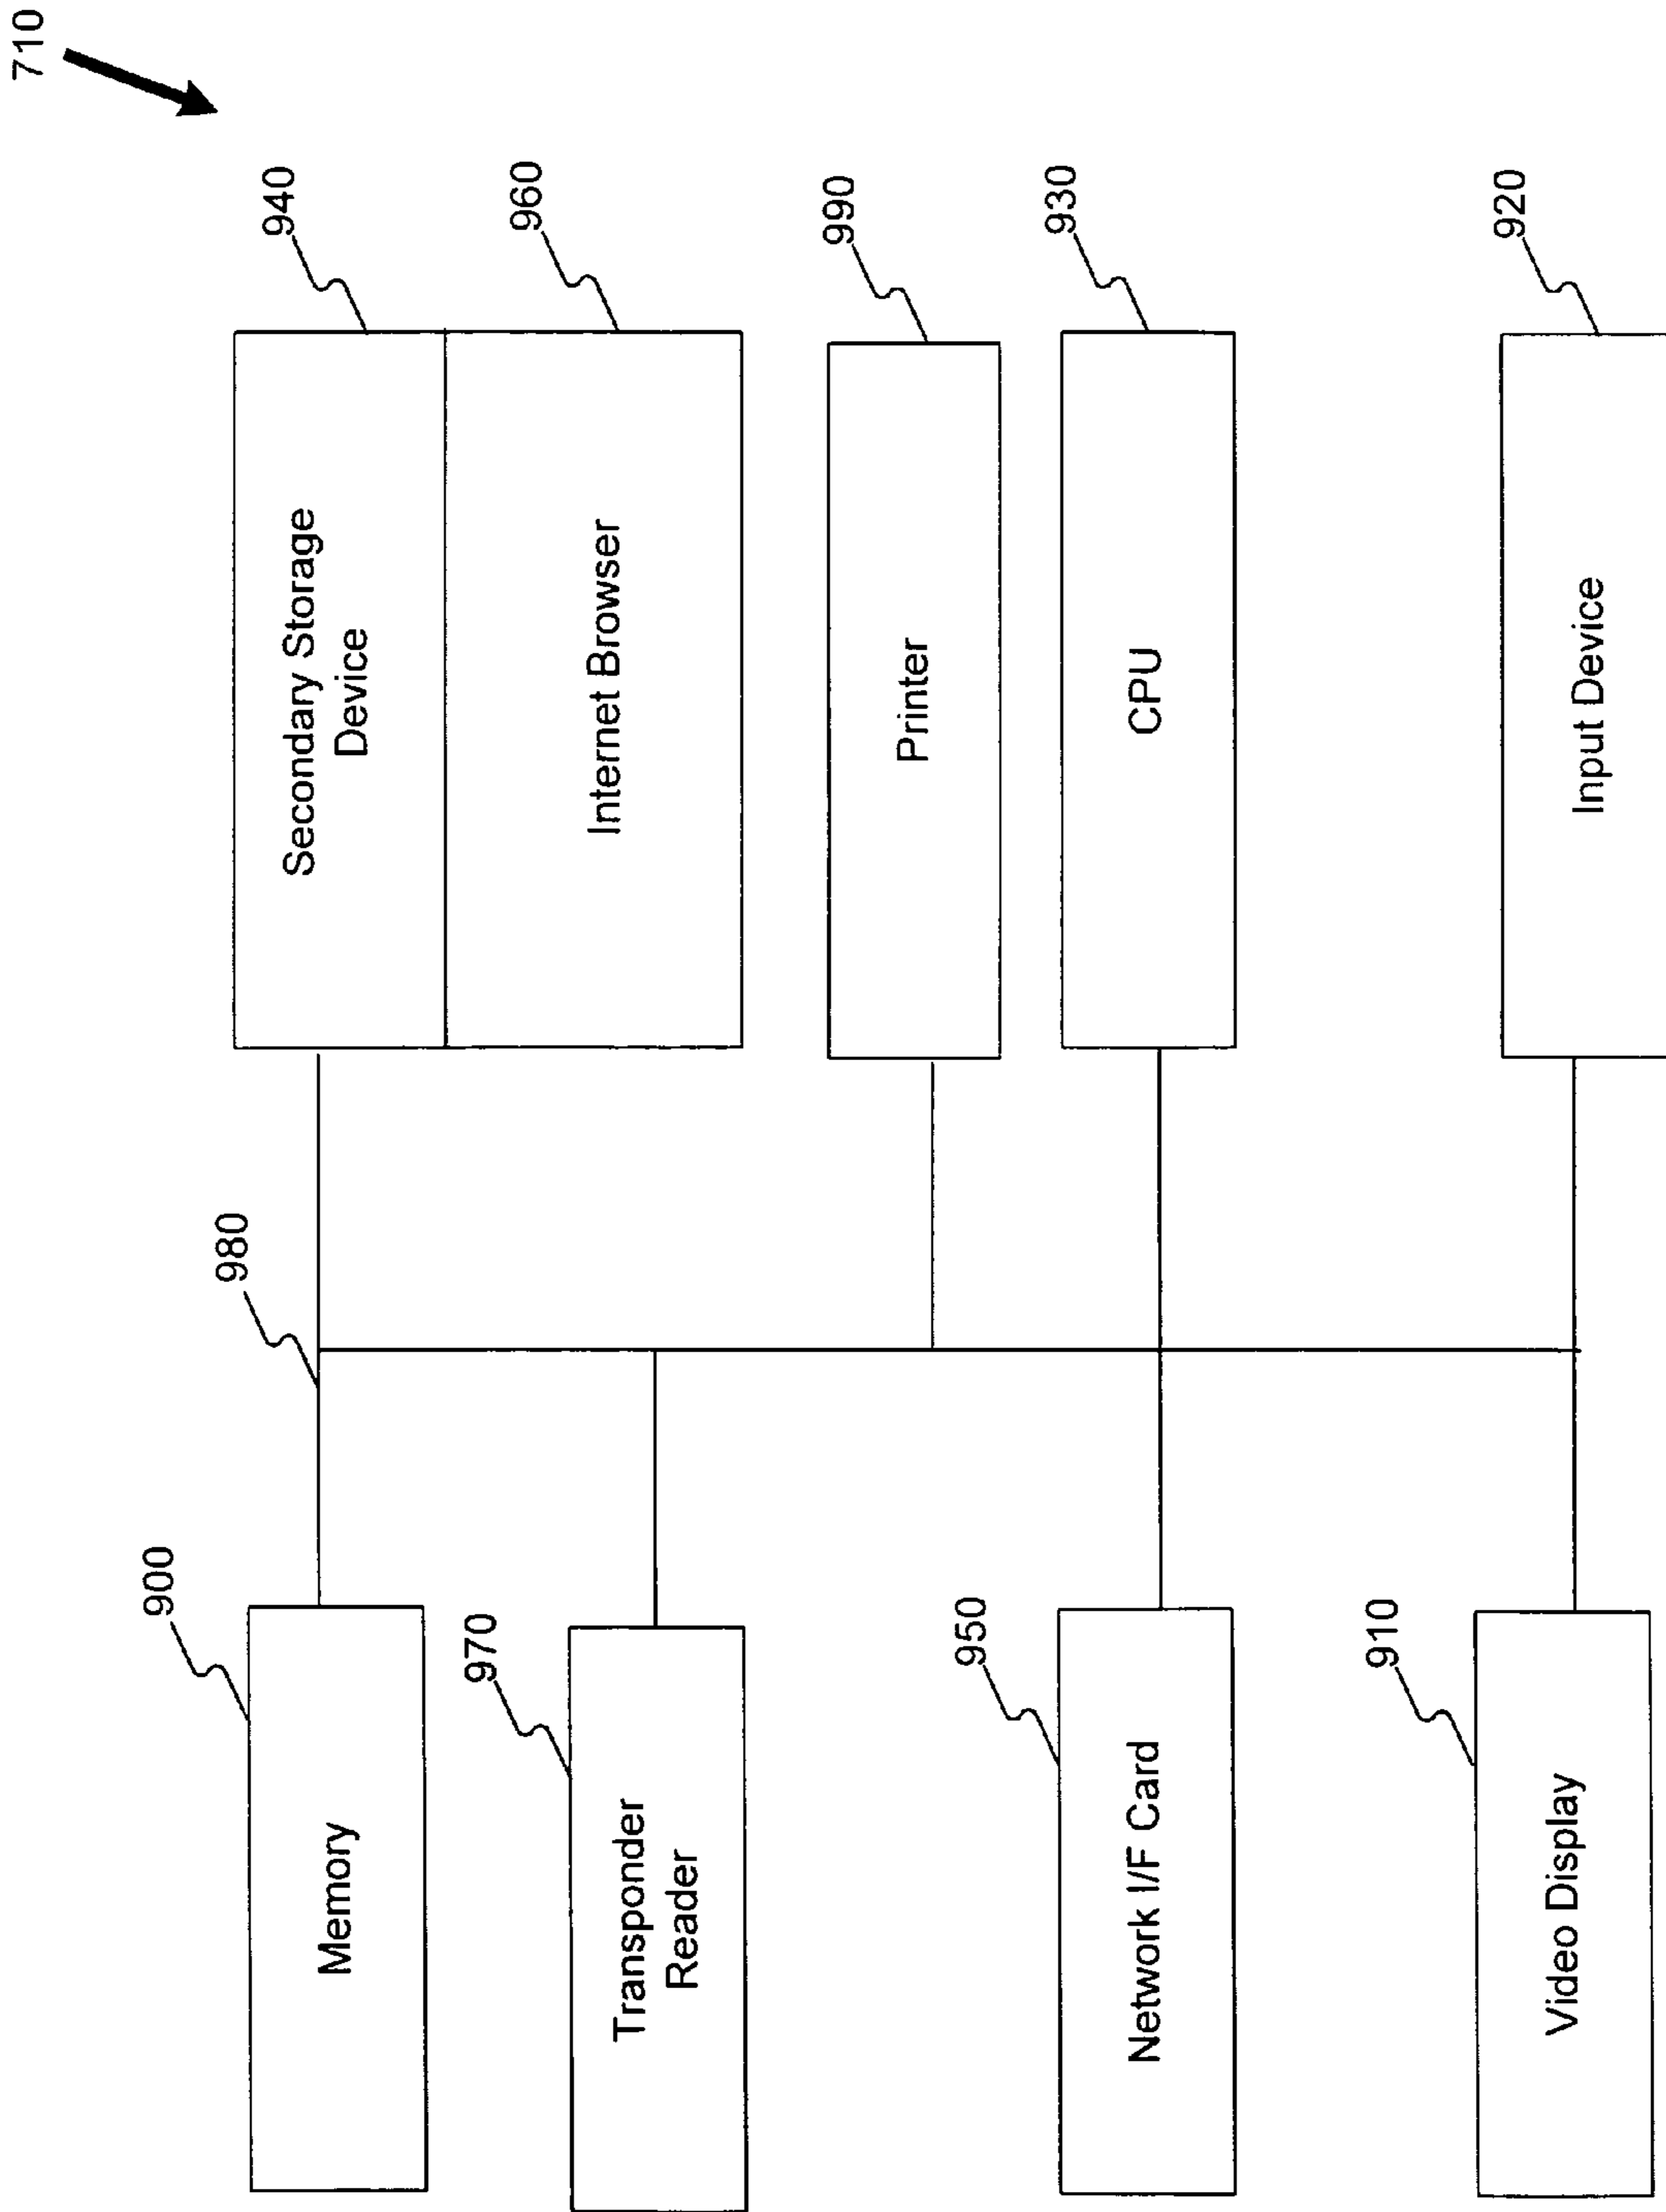 710
900
Memory
970
Transponder
Reader
950
Network I/F Card
910
Video Display
980
940
Secondary Storage
Device
960
Internet Browser
990
Printer
930
CPU
920
Input Device